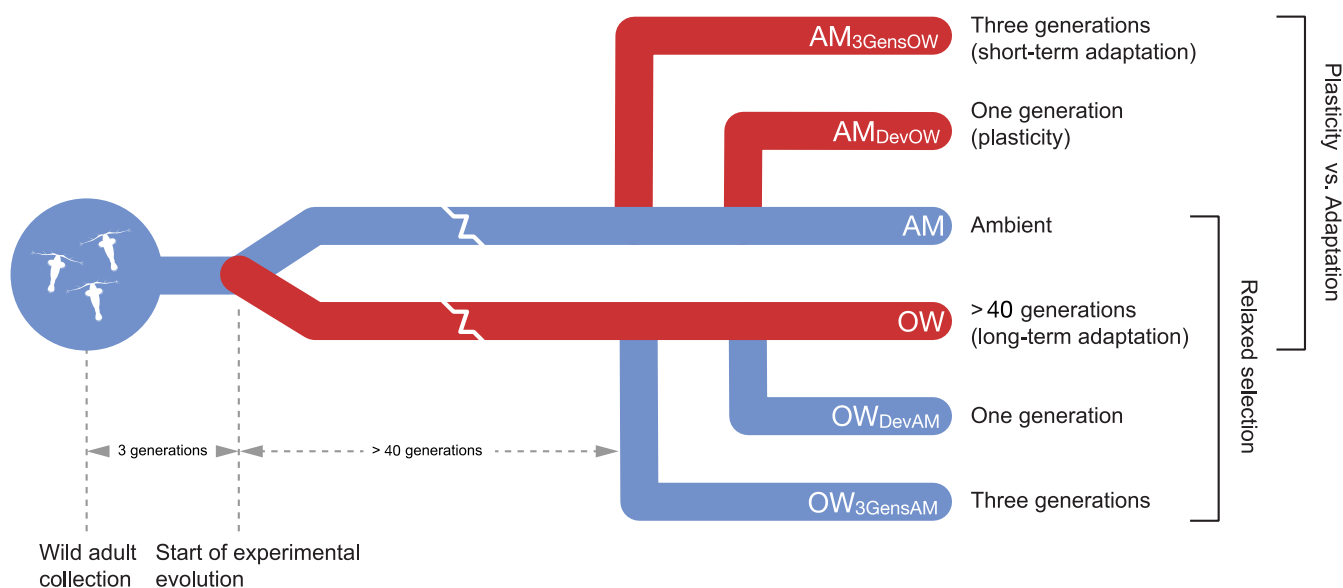 AM3GensOW
Three generations
(short-term adaptation)
AMDevOW
One generation
(plasticity)
AM
Ambient
OW
> 40 generations
(long-term adaptation)
OWDevAM
One generation
OW3GensAM
Three generations
Plasticity vs. Adaptation
Relaxed selection
3 generations
> 40 generations
Wild adult
collection
Start of experimental
evolution